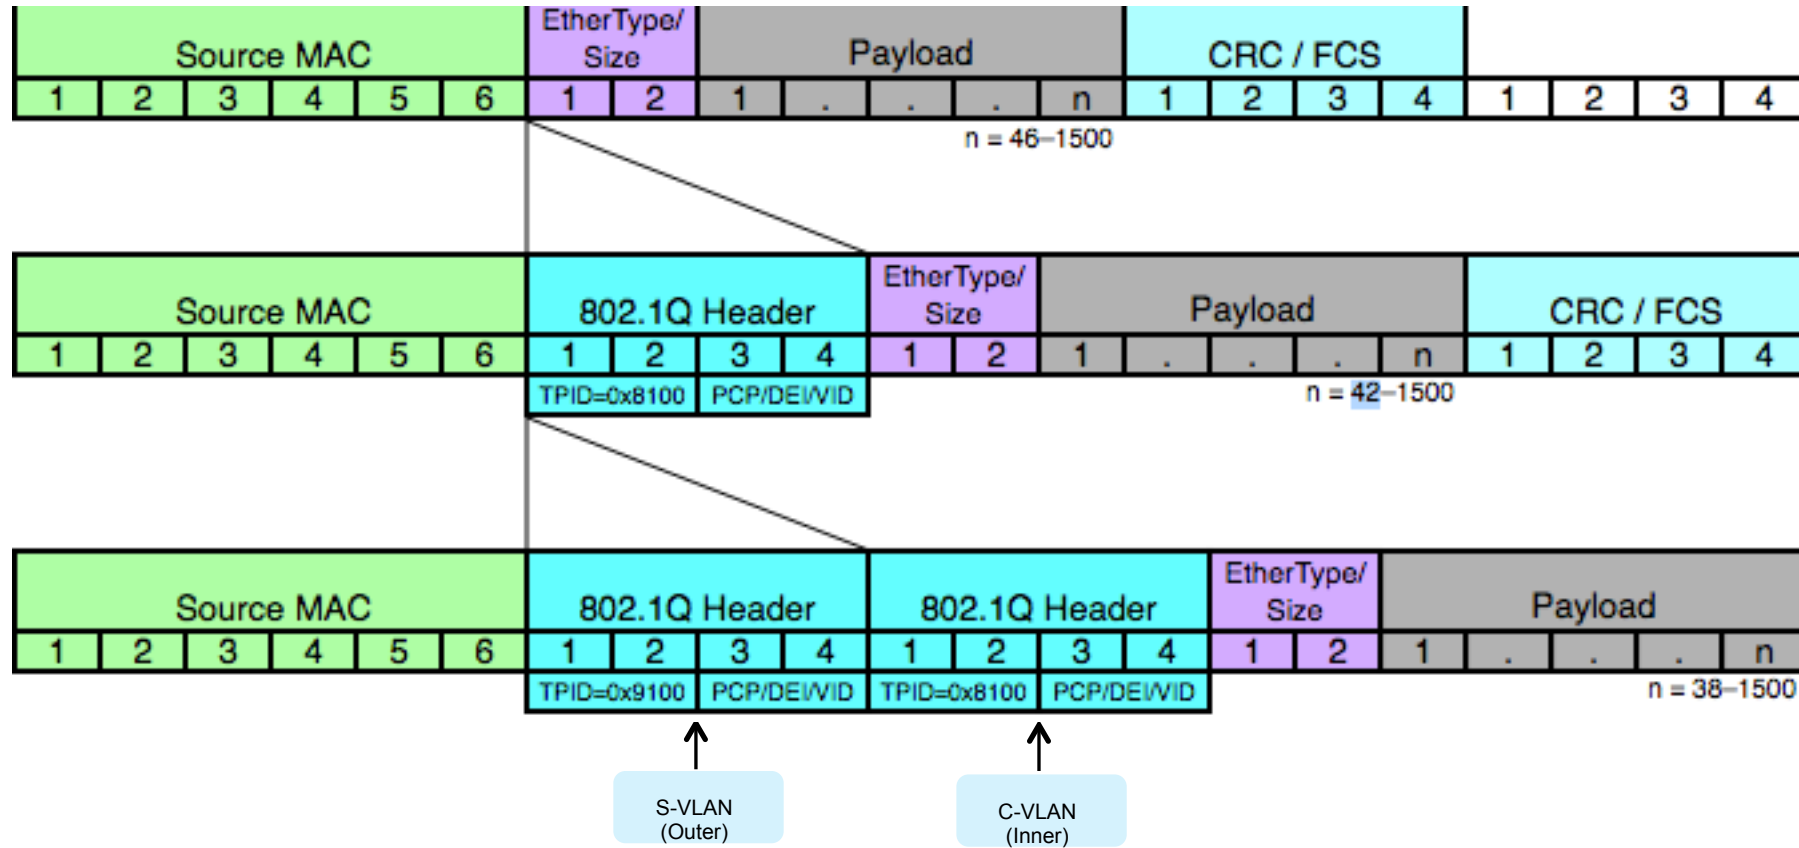 EtherType/
Source MAC Size Payload CRC / FCS
1 2 3 4 5 6 1 2 1 . . . n 1 2 3 4 1 2 3 4
n = 46–1500
EtherType/
Source MAC 802.1Q Header Size Payload CRC / FCS
1 2 3 4 5 6 1 2 3 4 1 2 1 . . . n 1 2 3 4
TPID=0x8100 PCP/DEI/VID n = 42–1500
EtherType/
Source MAC 802.1Q Header 802.1Q Header Size Payload
1 2 3 4 5 6 1 2 3 4 1 2 3 4 1 2 1 . . . n
TPID=0x9100 PCP/DEI/VID TPID=0x8100 PCP/DEI/VID n = 38–1500
S-VLAN
(Outer)
C-VLAN
(Inner)